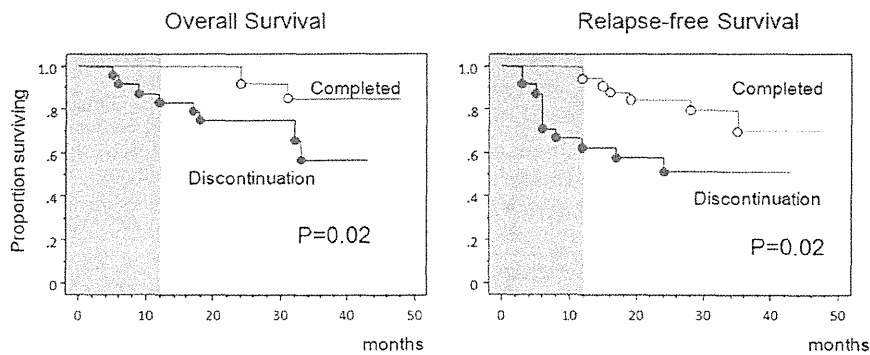 Overall Survival
Relapse-free Survival
Proportion surviving
1.0
.8
.6
.4
.2
0
Completed
Discontinuation
P=0.02
0 10 20 30 40 50
months
1.0
.8
.6
.4
.2
0
Completed
Discontinuation
P=0.02
0 10 20 30 40 50
months